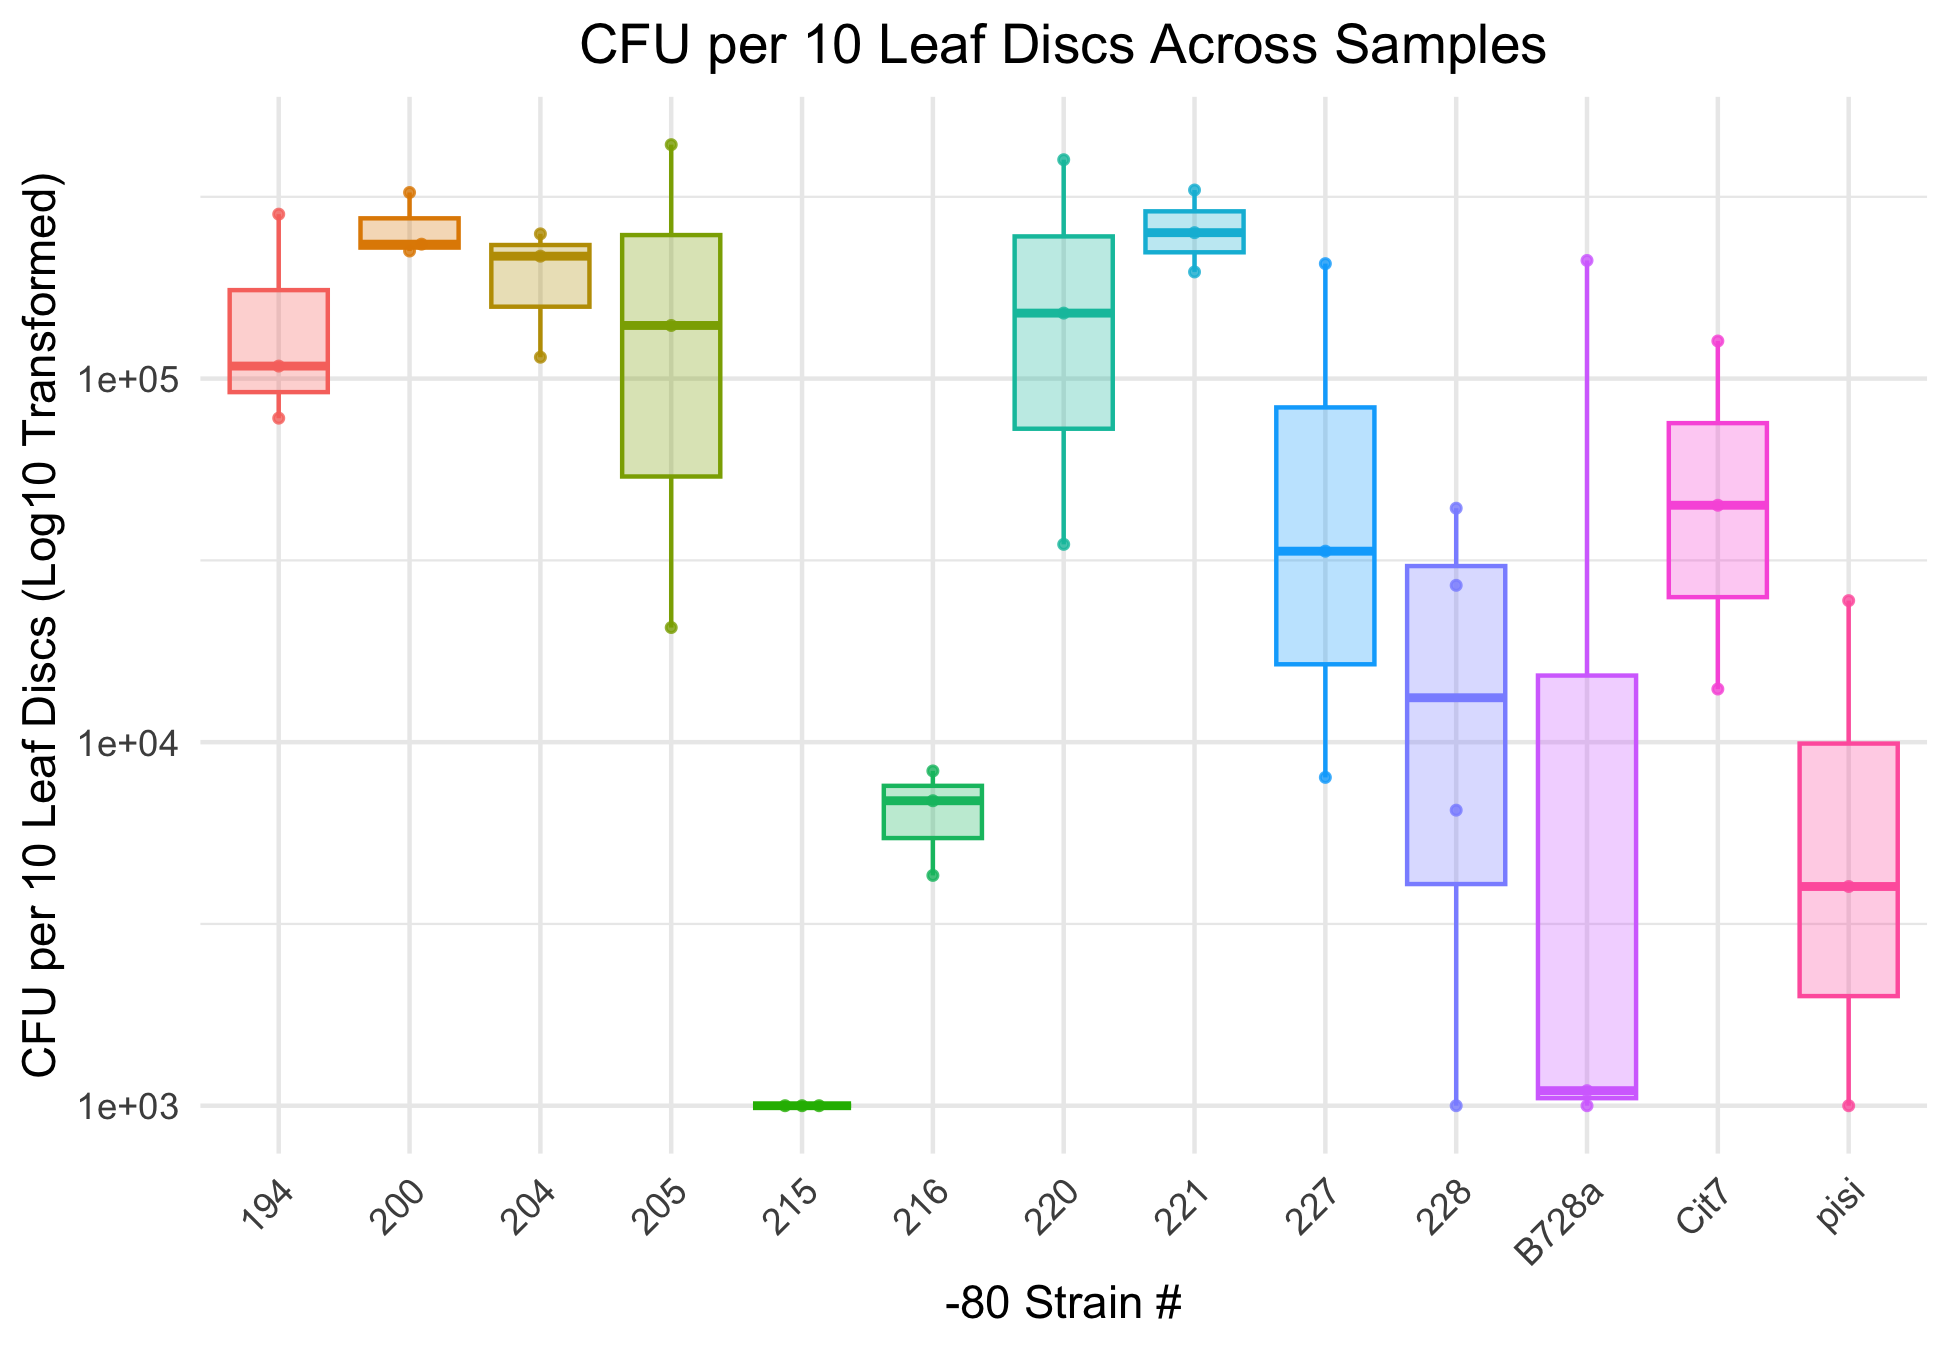 CFU per 10 Leaf Discs Across Samples
CFU per 10 Leaf Discs (Log10 Transformed)
1e+05
1e+04
1e+03
194
200
204
205
215
216
220
221
227
228
B728a
Cit7
pisi
-80 Strain #